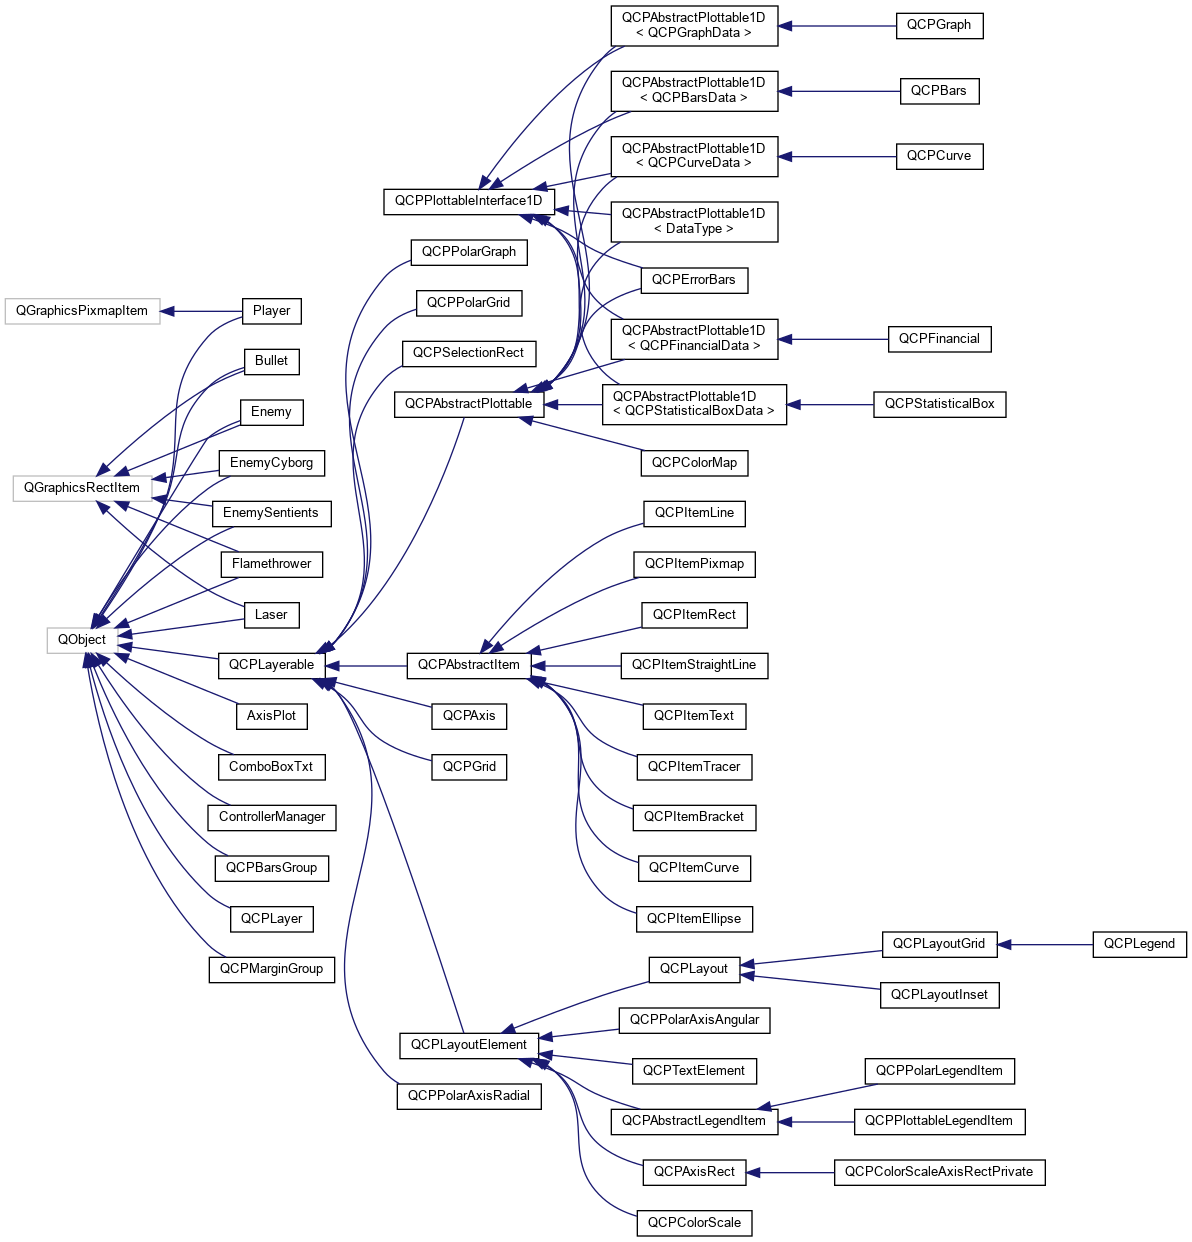 QCPAbstractPlottable1D
< QCPGraphData >
QCPGraph
QCPAbstractPlottable1D
< QCPBarsData >
QCPBars
QCPAbstractPlottable1D
< QCPCurveData >
QCPCurve
QCPPlottableInterface1D
QCPAbstractPlottable1D
< DataType >
QCPPolarGraph
QCPErrorBars
QGraphicsPixmapItem
Player
QCPPolarGrid
QCPAbstractPlottable1D
< QCPFinancialData >
QCPFinancial
Bullet
QCPSelectionRect
QCPAbstractPlottable
QCPAbstractPlottable1D
< QCPStatisticalBoxData >
QCPStatisticalBox
Enemy
EnemyCyborg
QCPColorMap
QGraphicsRectItem
EnemySentients
QCPItemLine
Flamethrower
QCPItemPixmap
Laser
QCPItemRect
QObject
QCPLayerable
QCPAbstractItem
QCPItemStraightLine
AxisPlot
QCPAxis
QCPItemText
ComboBoxTxt
QCPGrid
QCPItemTracer
ControllerManager
QCPItemBracket
QCPBarsGroup
QCPItemCurve
QCPLayer
QCPItemEllipse
QCPMarginGroup
QCPLayout
QCPLayoutGrid
QCPLegend
QCPLayoutInset
QCPPolarAxisAngular
QCPLayoutElement
QCPTextElement
QCPPolarLegendItem
QCPPolarAxisRadial
QCPAbstractLegendItem
QCPPlottableLegendItem
QCPAxisRect
QCPColorScaleAxisRectPrivate
QCPColorScale